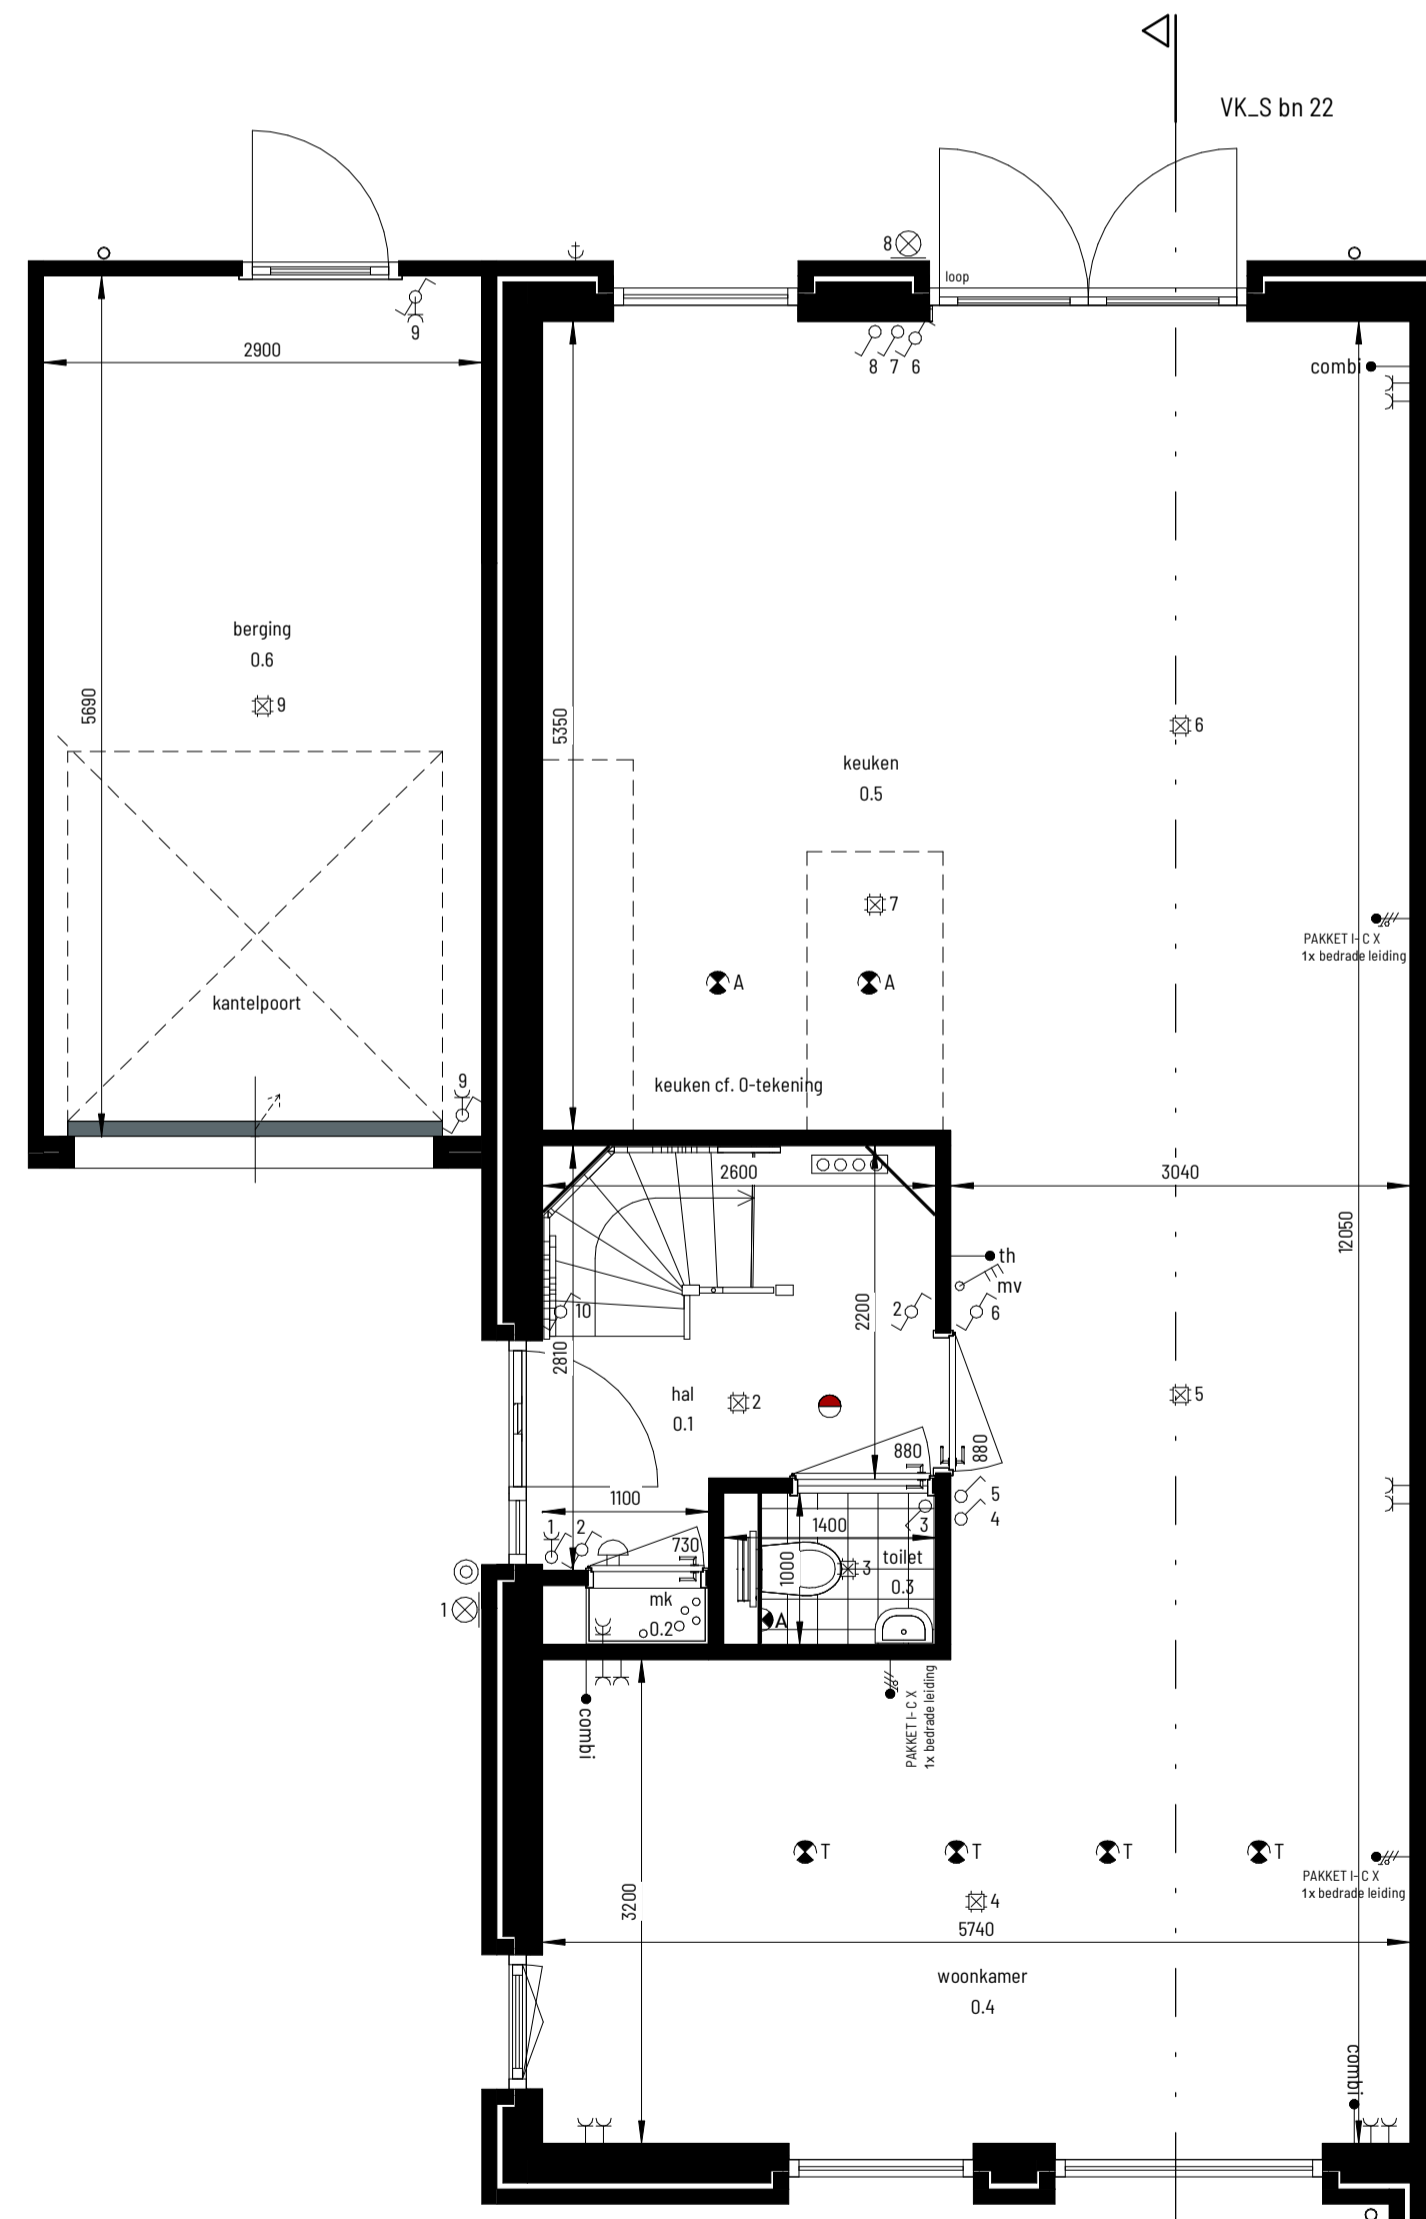 VK_S bn 22
8
loop
9
2900
8 7 6
combi
berging
0.6
9
5690
5350
6
keuken
0.5
7
PAKKET I- C X
1x bedrade leiding
A
A
kantelpoort
9
keuken cf. 0-tekening
2600
3040
12050
th
mv
10
2
6
2200
2810
hal
0.1
2
5
880
880
5
4
1100
1 2
730
1400
3
1000
3
toilet
0.3
mk
0.2
A
1
combi
PAKKET I- C X
1x bedrade leiding
T
T
T
T
PAKKET I- C X
1x bedrade leiding
4
3200
5740
woonkamer
0.4
combi